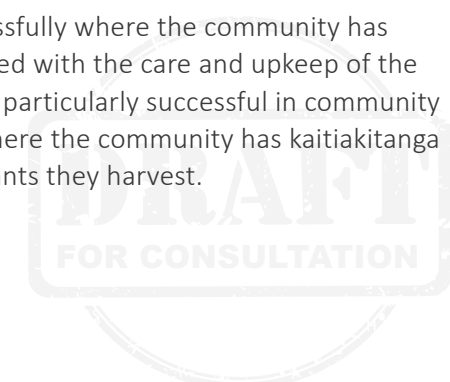 ssfully where the community has
ed with the care and upkeep of the
particularly successful in community
here the community has kaitiakitanga
nts they harvest.
DRAFT
FOR CONSULTATION